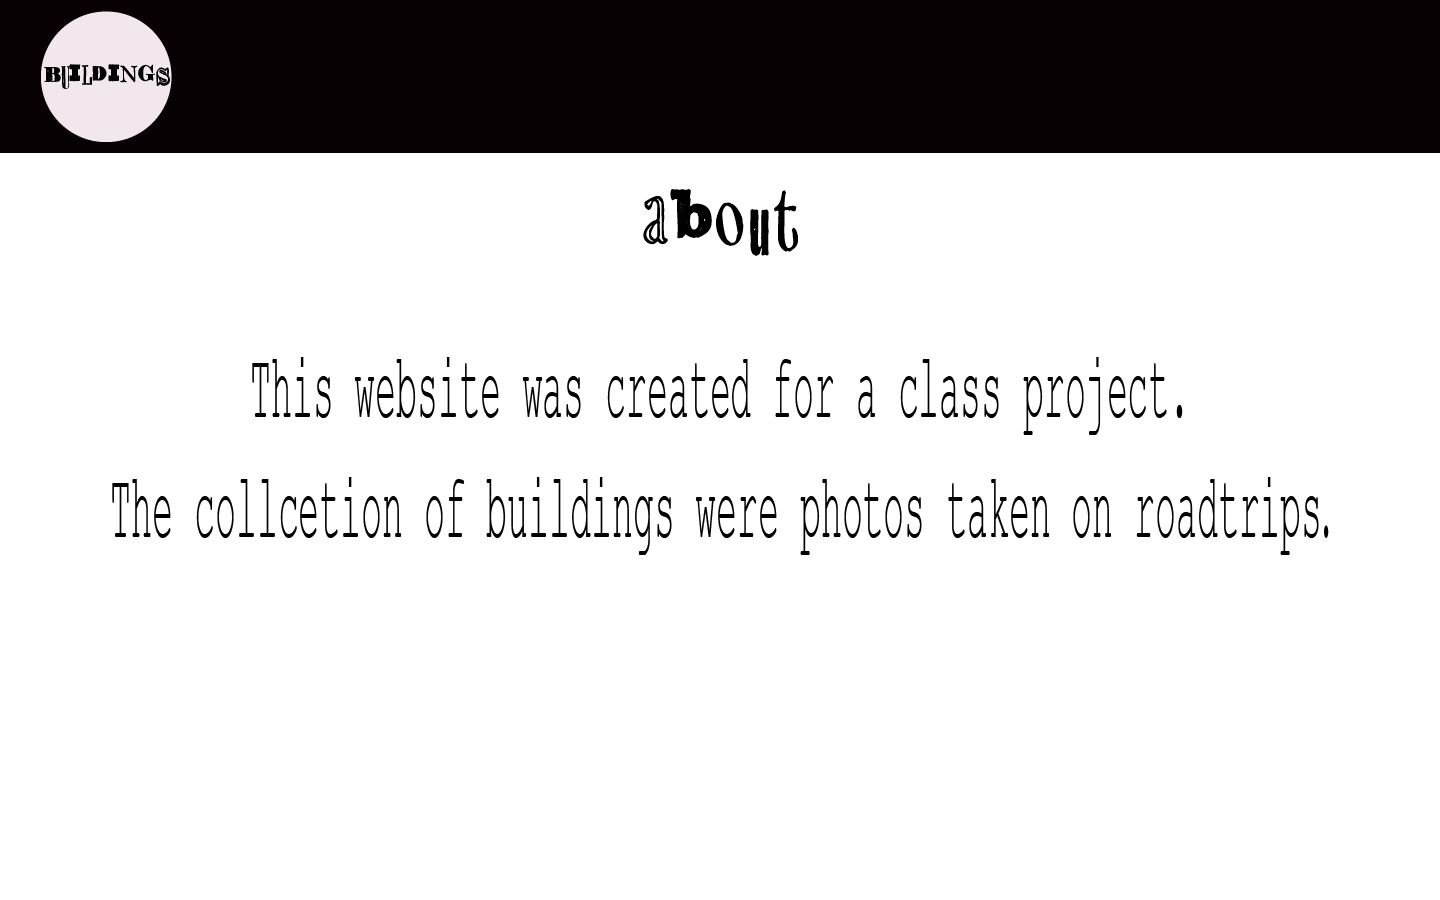 BUILDINGS
about
This website was created for a class project.
The collcetion of buildings were photos taken on roadtrips.